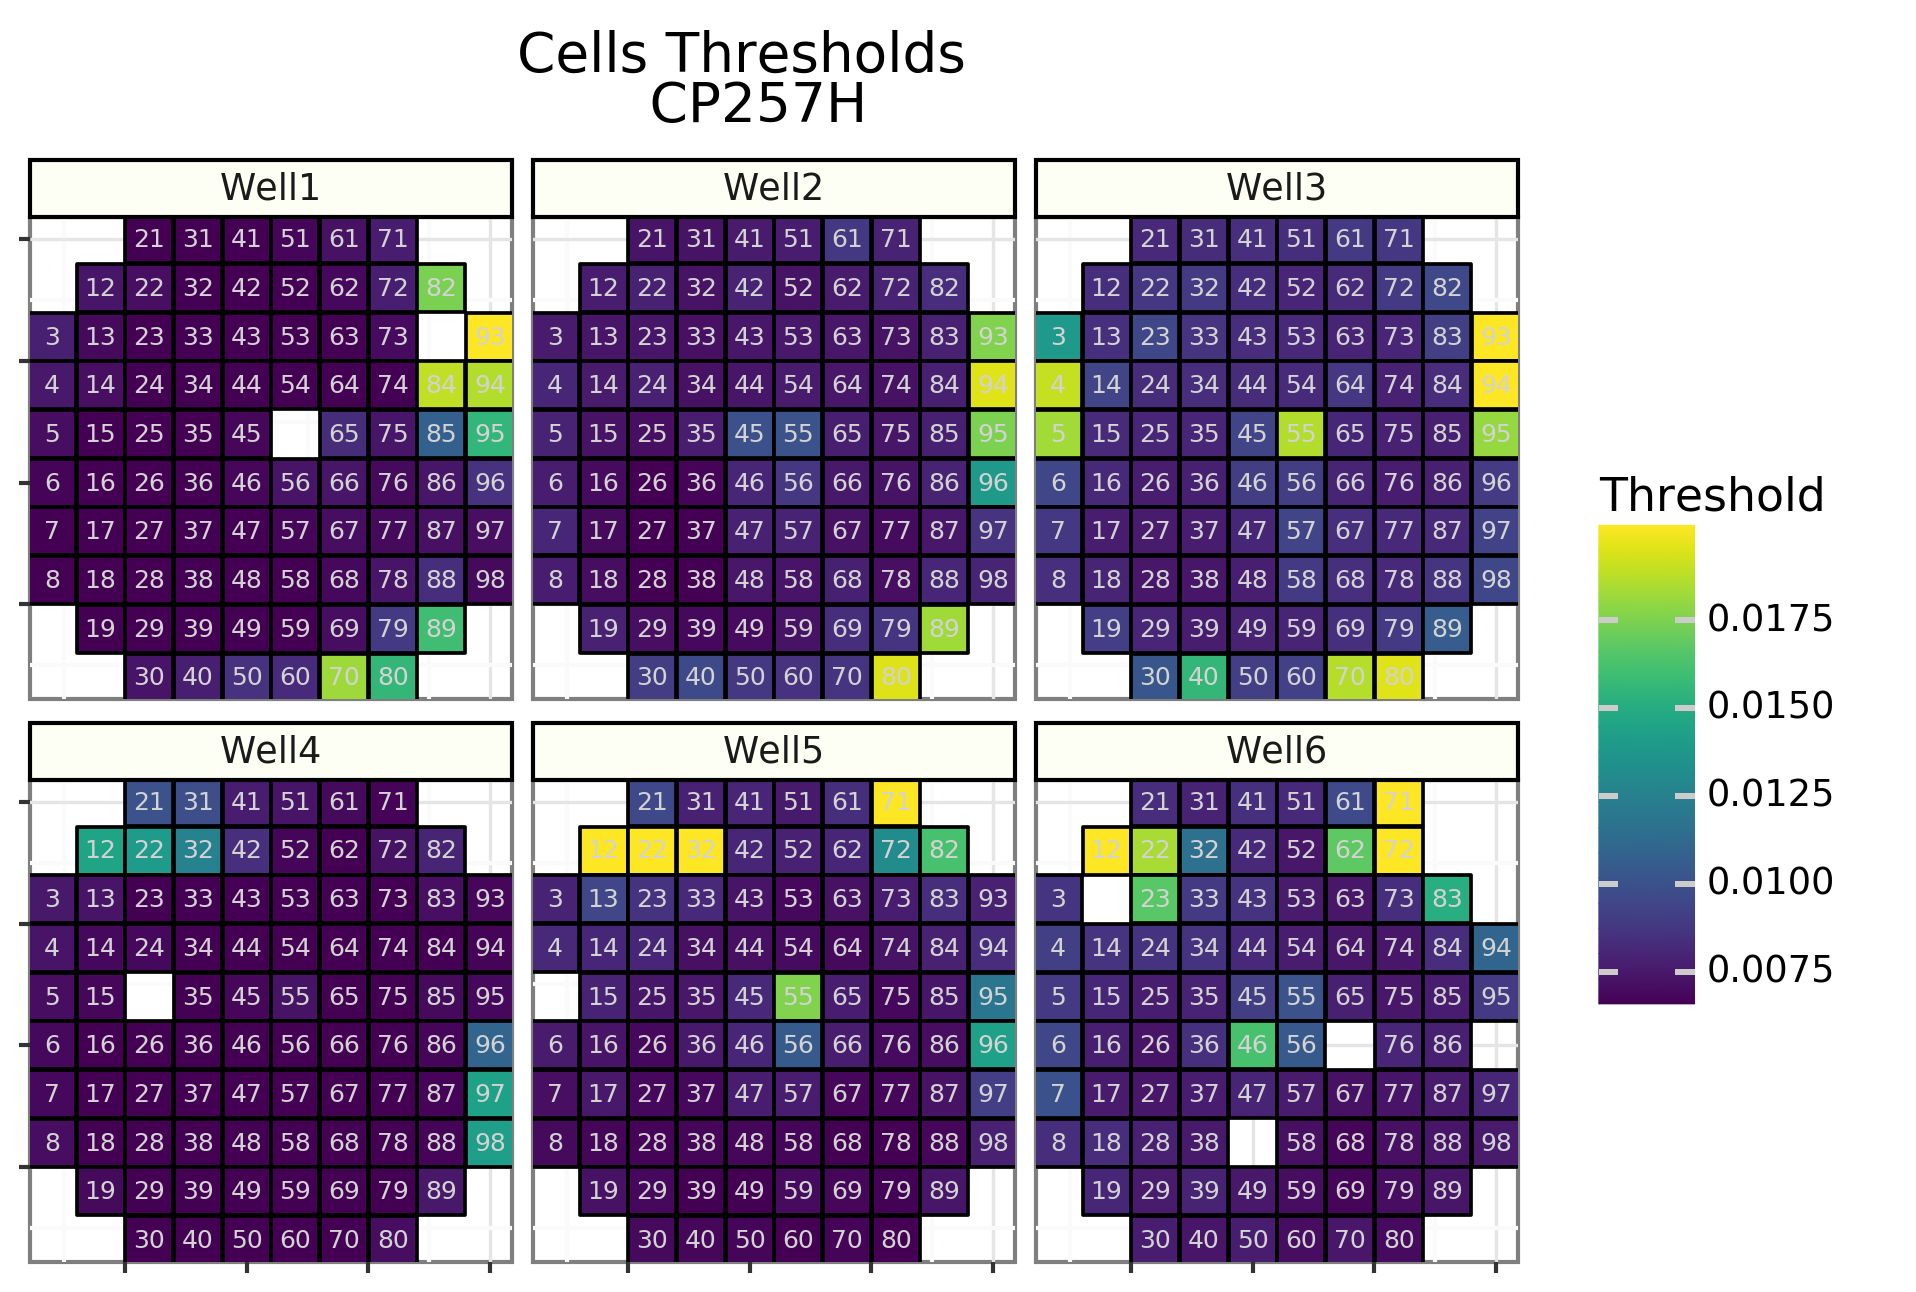 Cells Thresholds
CP257H
Well1 Well2 Well3
21 31 41 51 61 71 21 31 41 51 61 71 21 31 41 51 61 71
12 22 32 42 52 62 72 82 12 22 32 42 52 62 72 82 12 22 32 42 52 62 72 82
3 13 23 33 43 53 63 73 93 3 13 23 33 43 53 63 73 83 93 3 13 23 33 43 53 63 73 83 93
4 14 24 34 44 54 64 74 84 94 4 14 24 34 44 54 64 74 84 94 4 14 24 34 44 54 64 74 84 94
5 15 25 35 45 65 75 85 95 5 15 25 35 45 55 65 75 85 95 5 15 25 35 45 55 65 75 85 95
6 16 26 36 46 56 66 76 86 96 6 16 26 36 46 56 66 76 86 96 6 16 26 36 46 56 66 76 86 96
Threshold
7 17 27 37 47 57 67 77 87 97 7 17 27 37 47 57 67 77 87 97 7 17 27 37 47 57 67 77 87 97
8 18 28 38 48 58 68 78 88 98 8 18 28 38 48 58 68 78 88 98 8 18 28 38 48 58 68 78 88 98
19 29 39 49 59 69 79 89 19 29 39 49 59 69 79 89 19 29 39 49 59 69 79 89
0.0175
30 40 50 60 70 80 30 40 50 60 70 80 30 40 50 60 70 80
0.0150
Well4 Well5 Well6
21 31 41 51 61 71 21 31 41 51 61 71 21 31 41 51 61 71
0.0125
12 22 32 42 52 62 72 82 12 22 32 42 52 62 72 82 12 22 32 42 52 62 72
0.0100
3 13 23 33 43 53 63 73 83 93 3 13 23 33 43 53 63 73 83 93 3 23 33 43 53 63 73 83
4 14 24 34 44 54 64 74 84 94 4 14 24 34 44 54 64 74 84 94 4 14 24 34 44 54 64 74 84 94
0.0075
5 15 35 45 55 65 75 85 95 15 25 35 45 55 65 75 85 95 5 15 25 35 45 55 65 75 85 95
6 16 26 36 46 56 66 76 86 96 6 16 26 36 46 56 66 76 86 96 6 16 26 36 46 56 76 86
7 17 27 37 47 57 67 77 87 97 7 17 27 37 47 57 67 77 87 97 7 17 27 37 47 57 67 77 87 97
8 18 28 38 48 58 68 78 88 98 8 18 28 38 48 58 68 78 88 98 8 18 28 38 58 68 78 88 98
19 29 39 49 59 69 79 89 19 29 39 49 59 69 79 89 19 29 39 49 59 69 79 89
30 40 50 60 70 80 30 40 50 60 70 80 30 40 50 60 70 80